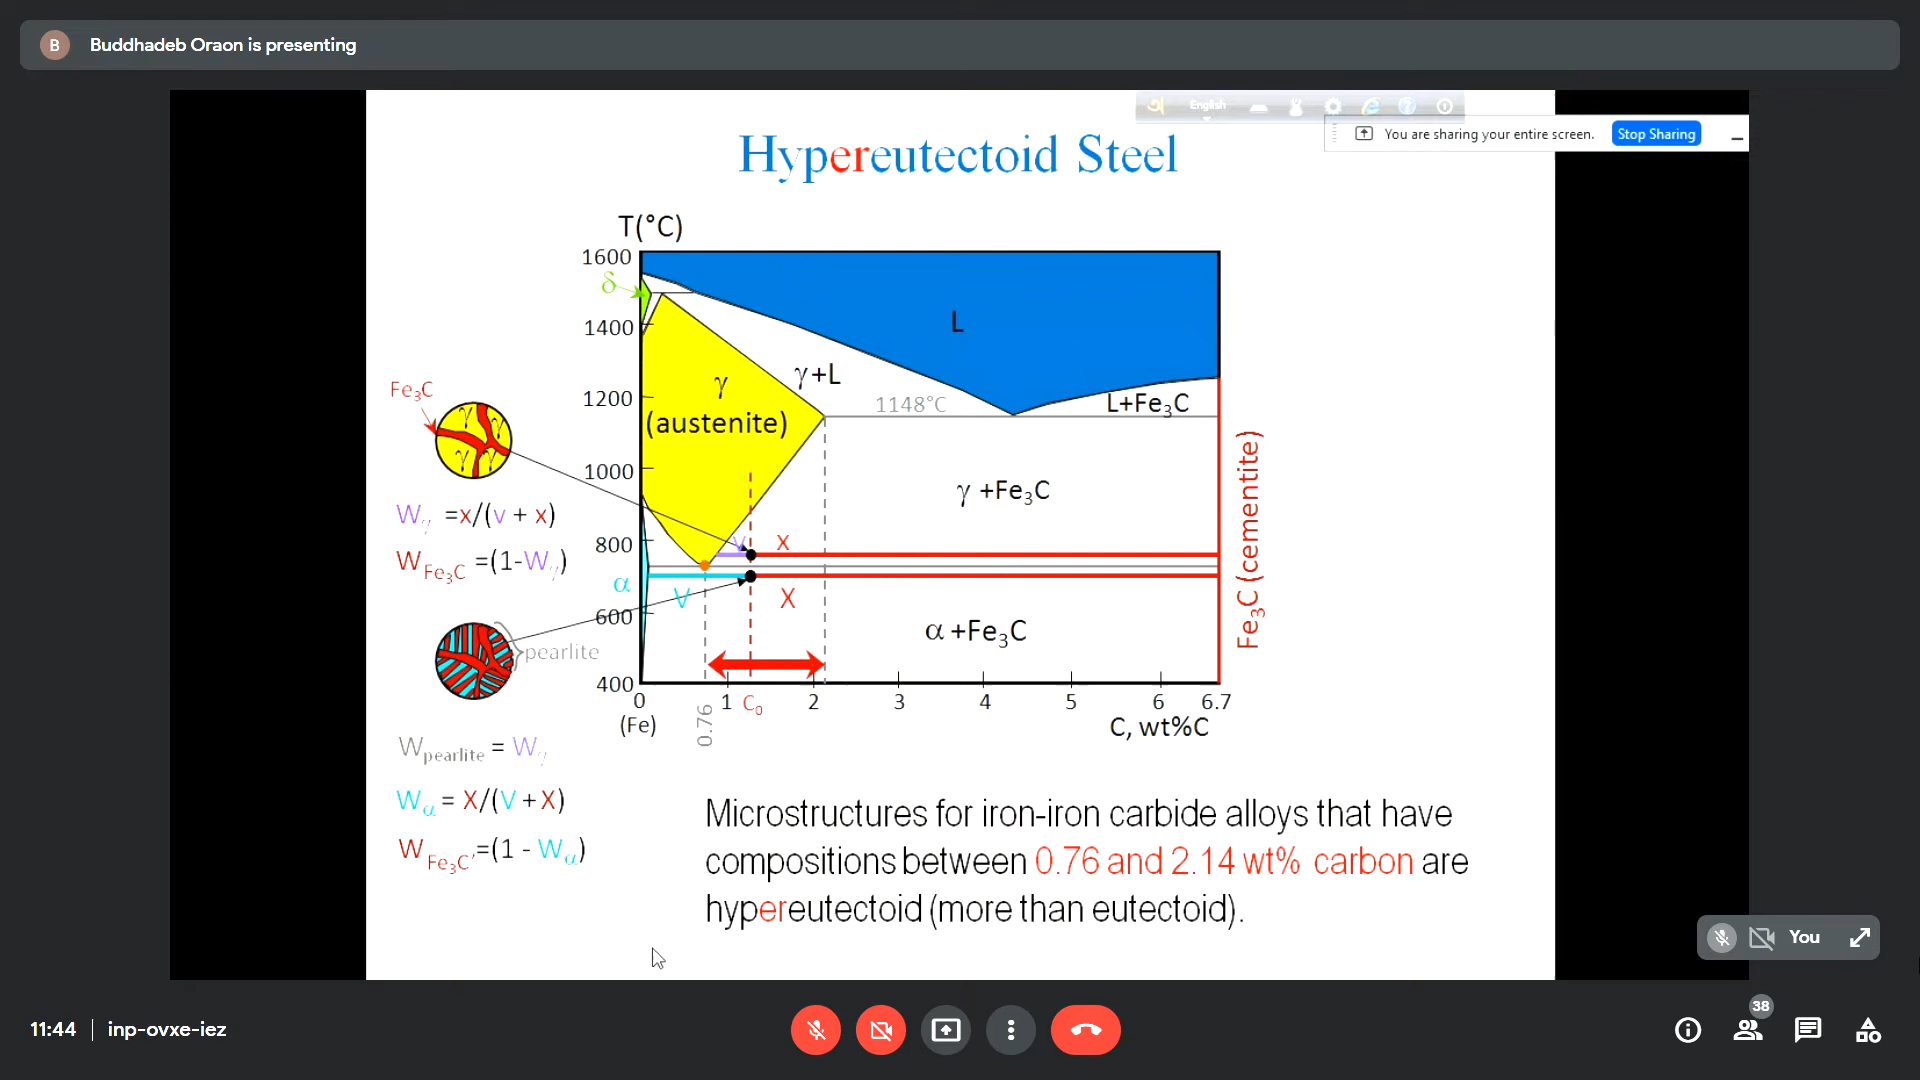 B
Buddhadeb Oraon is presenting
English
You are sharing your entire screen.
Stop Sharing
Hypereutectoid Steel
T(°C)
1600
δ
1400
L
γ
(austenite)
γ+L
1200
1148°C
L+Fe₃C
Fe₃C
γ
γ
γ
γ
1000
γ +Fe₃C
Fe₃C (cementite)
Wᵧ =x/(v + x)
W Fe₃C =(1-Wᵧ)
800
V
X
α
V
X
600
α +Fe₃C
pearlite
400
0
0.76
1
C₀
2
3
4
5
6
6.7
(Fe)
C, wt%C
Wpearlite = Wᵧ
Wα = X/(V + X)
W Fe₃C' =(1 - Wα)
Microstructures for iron-iron carbide alloys that have
compositions between 0.76 and 2.14 wt% carbon are
hypereutectoid (more than eutectoid).
You
11:44
inp-ovxe-iez
38